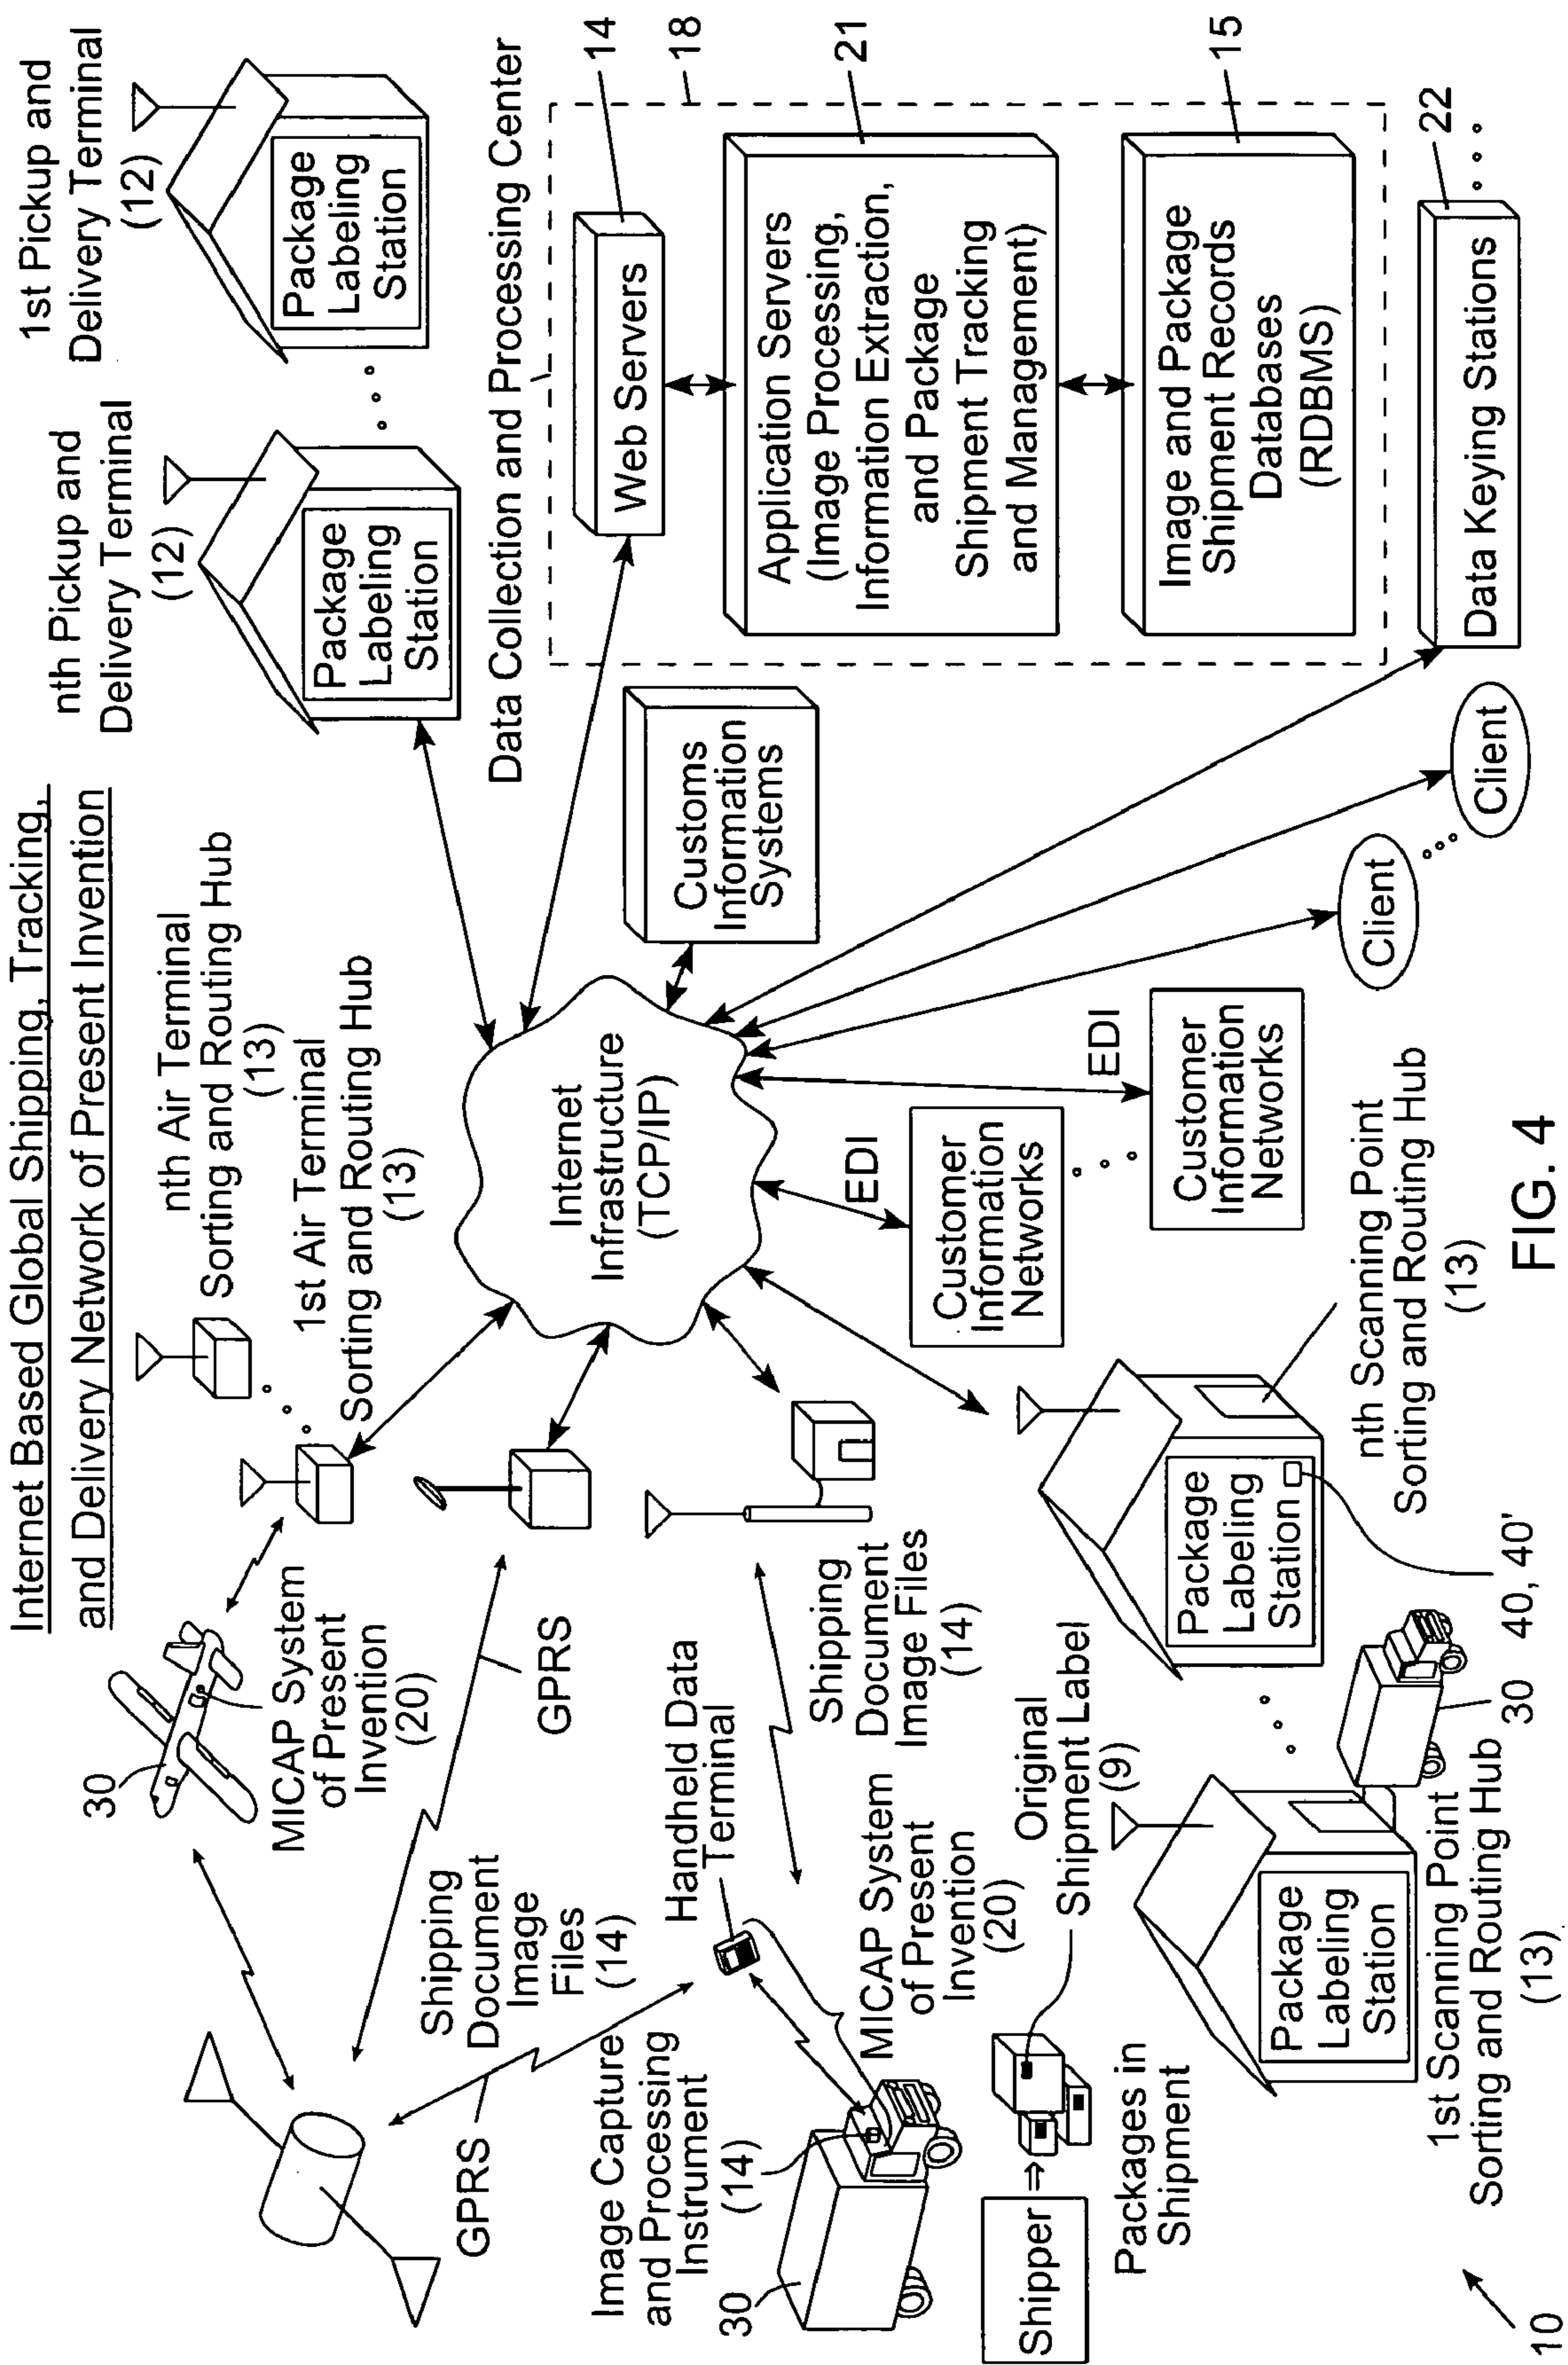 Internet Based Global Shipping, Tracking,
and Delivery Network of Present Invention
30
MICAP System
of Present
Invention
(20)
nth Air Terminal
Sorting and Routing Hub
(13)
1st Air Terminal
Sorting and Routing Hub
(13)
nth Pickup and
Delivery Terminal
(12)
Package
Labeling
Station
1st Pickup and
Delivery Terminal
(12)
Package
Labeling
Station
GPRS
GPRS
Shipping
Document
Image
Files
(14)
Handheld Data
Terminal
Shipping
Document
Image Files
(14)
Image Capture
and Processing
Instrument
(14)
30
MICAP System
of Present
Invention
(20)
Internet
Infrastructure
(TCP/IP)
Customs
Information
Systems
Data Collection and Processing Center
Web Servers
14
18
Application Servers
(Image Processing,
Information Extraction,
and Package
Shipment Tracking
and Management)
21
Image and Package
Shipment Records
Databases
(RDBMS)
15
Data Keying Stations
22
Client
Client
EDI
Customer
Information
Networks
EDI
Customer
Information
Networks
Shipper ⇒
Packages in
Shipment
Original
Shipment Label
(9)
Package
Labeling
Station
1st Scanning Point
Sorting and Routing Hub
(13)
30
Package
Labeling
Station
40, 40'
nth Scanning Point
Sorting and Routing Hub
(13)
10
FIG. 4